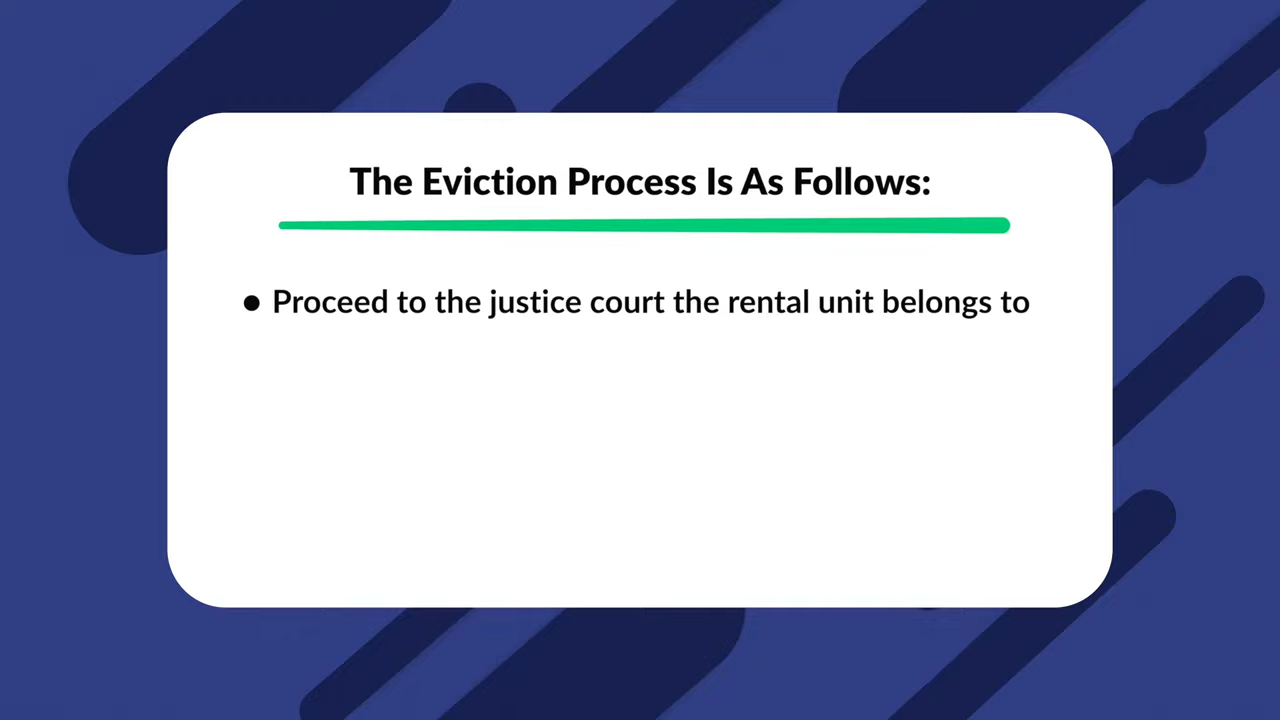 The Eviction Process Is As Follows:
● Proceed to the justice court the rental unit belongs to